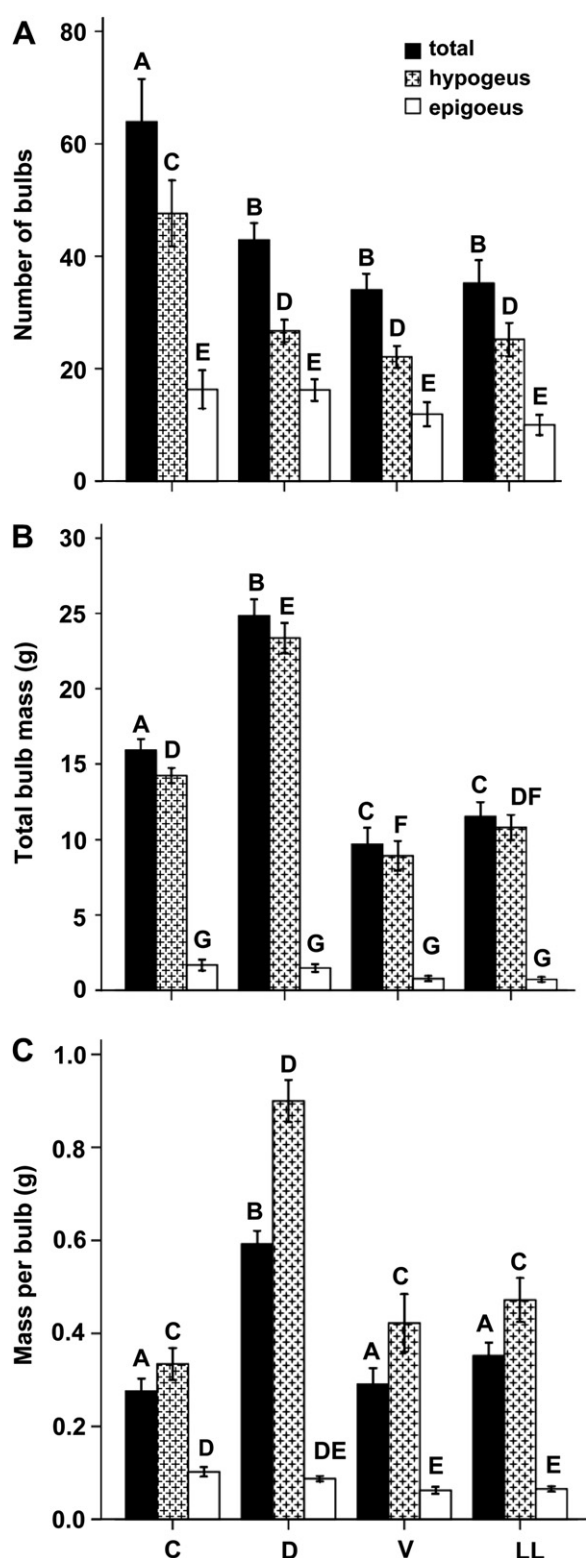 A
80
60
40
20
0
Number of bulbs
total
hypogeus
epigoeus
A
C
E
B
D
E
B
D
E
B
D
E
B
30
25
20
15
10
5
0
Total bulb mass (g)
A
D
G
B
E
G
C
F
G
C
DF
G
C
1.0
0.8
0.6
0.4
0.2
0.0
Mass per bulb (g)
A
C
D
B
D
DE
A
C
E
A
C
E
C
D
V
LL